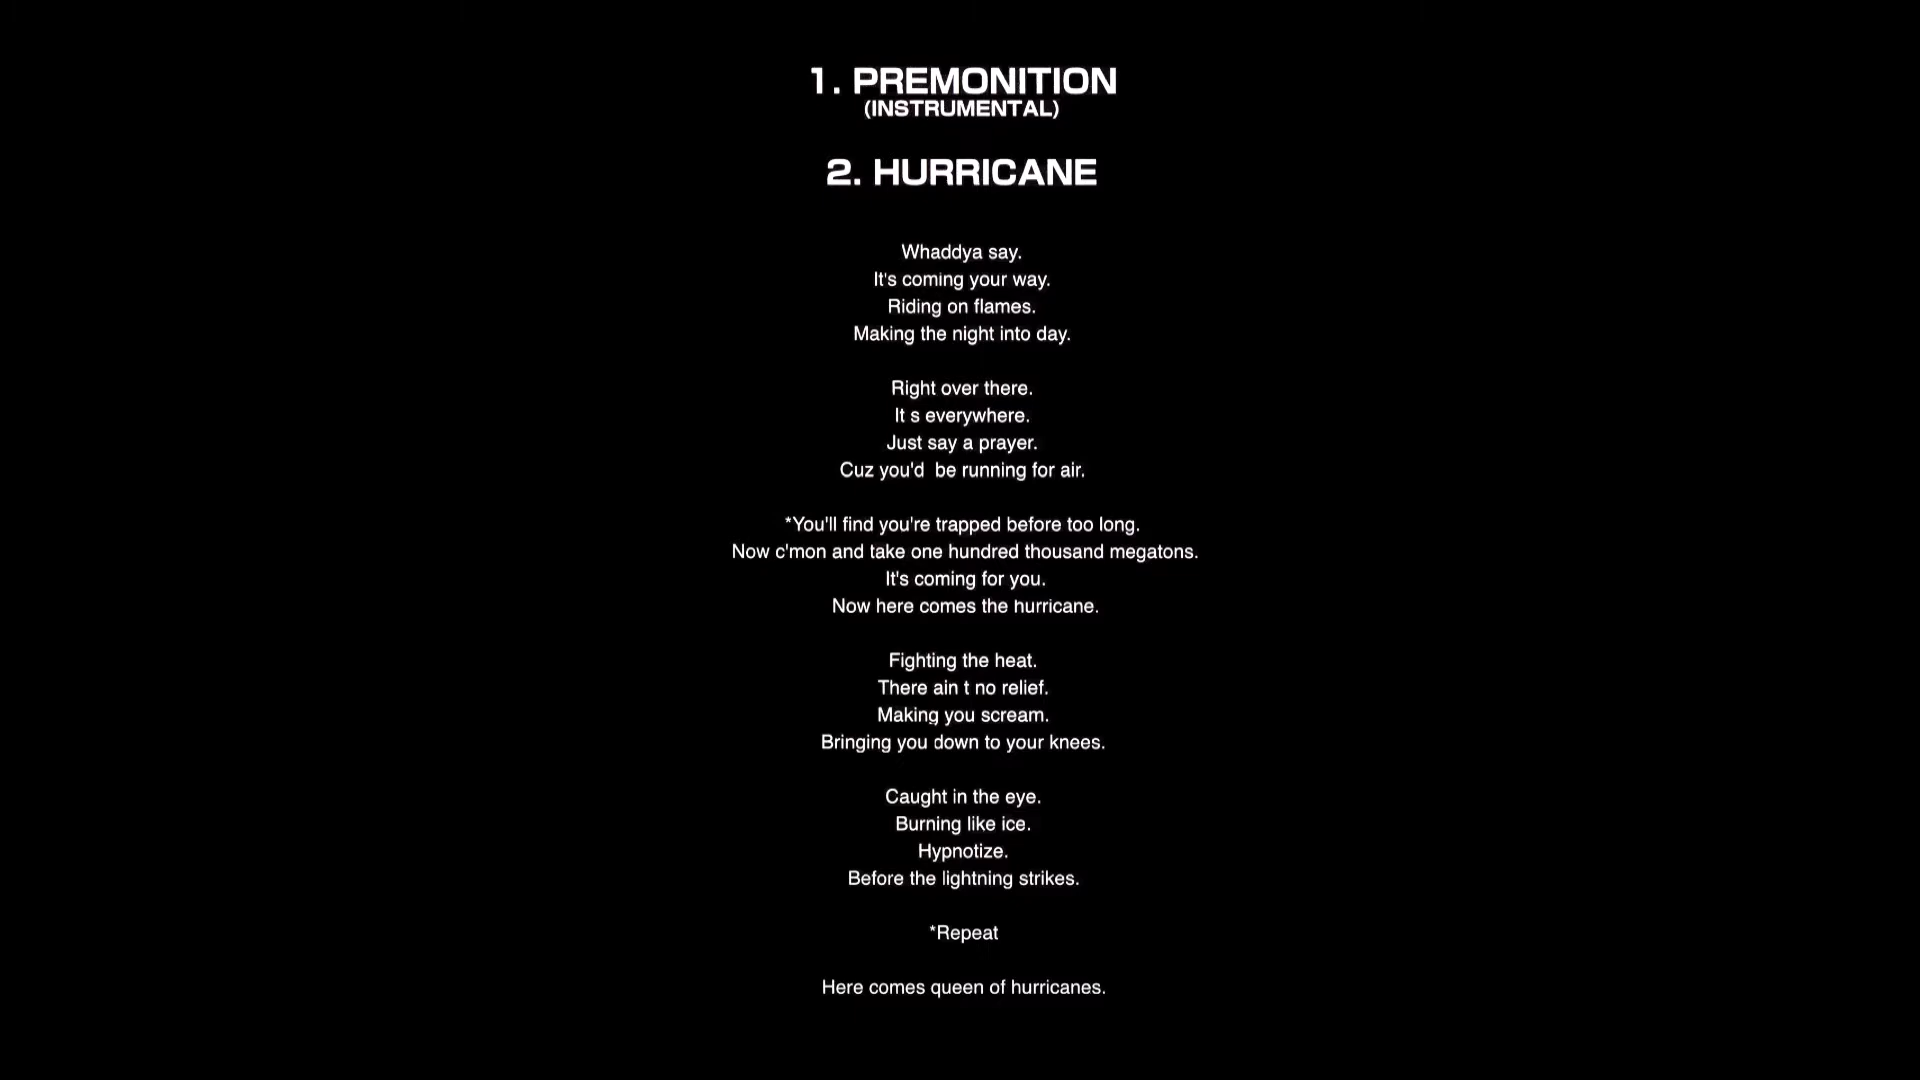 1. PREMONITION
(INSTRUMENTAL)
2. HURRICANE
Whaddya say.
It's coming your way.
Riding on flames.
Making the night into day.
Right over there.
It s everywhere.
Just say a prayer.
Cuz you'd  be running for air.
*You'll find you're trapped before too long.
Now c'mon and take one hundred thousand megatons.
It's coming for you.
Now here comes the hurricane.
Fighting the heat.
There ain t no relief.
Making you scream.
Bringing you down to your knees.
Caught in the eye.
Burning like ice.
Hypnotize.
Before the lightning strikes.
*Repeat
Here comes queen of hurricanes.